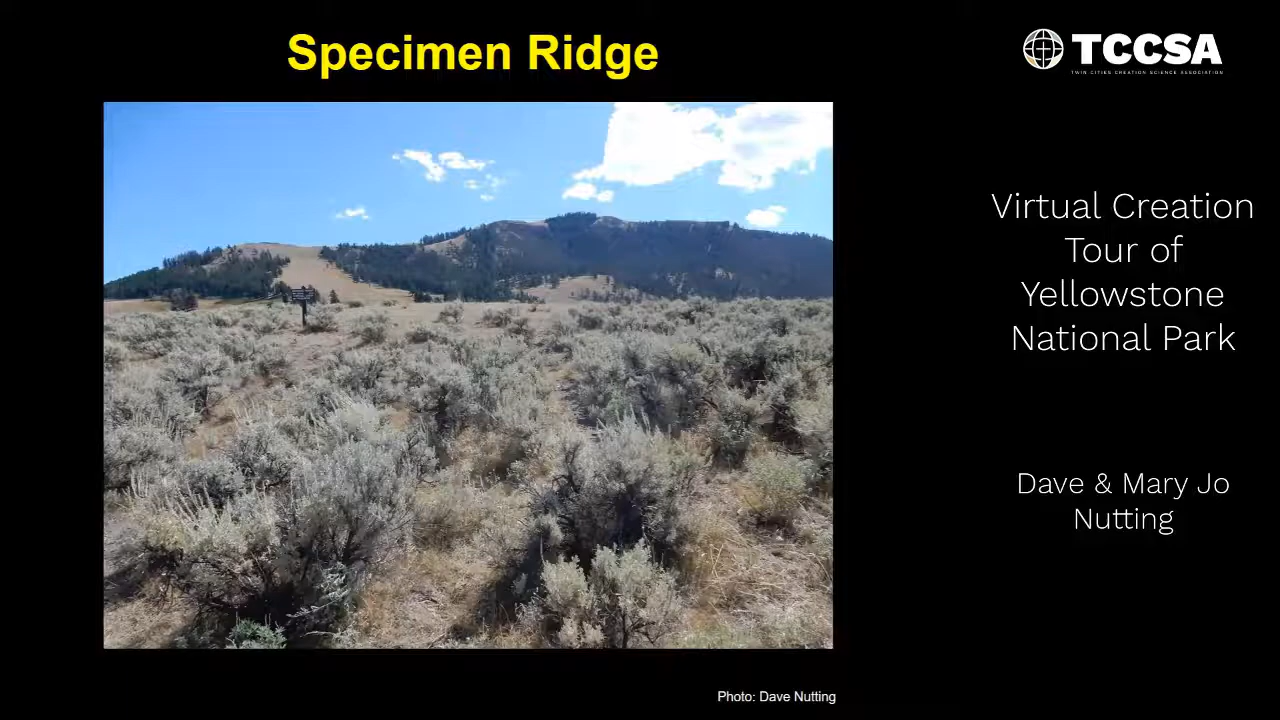 Specimen Ridge
TCCSA
TWIN CITIES CREATION SCIENCE ASSOCIATION
Virtual Creation
Tour of
Yellowstone
National Park
Dave & Mary Jo
Nutting
Photo: Dave Nutting